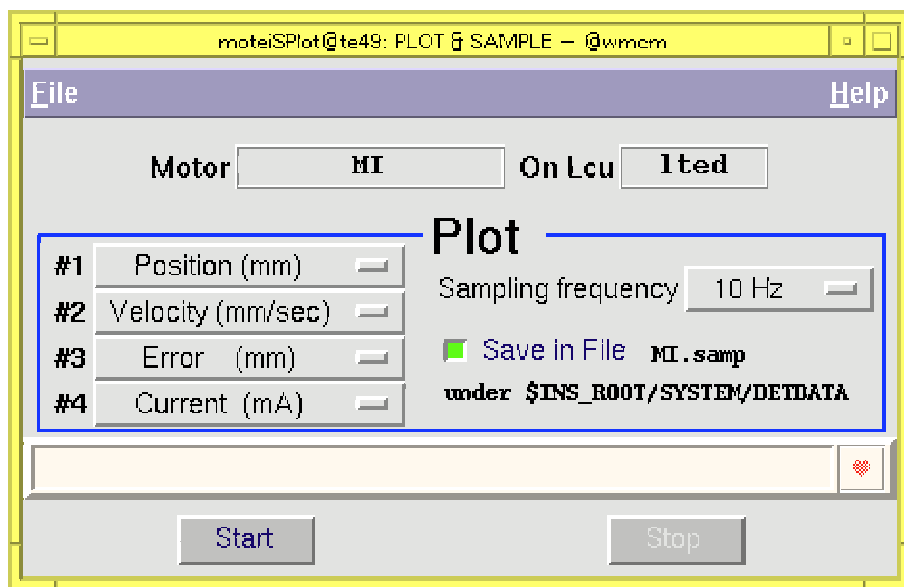 moteiSPlot@te49: PLOT & SAMPLE - @wmcm
File Help
Motor MI On Lcu lted
Plot
#1 Position (mm)
Sampling frequency 10 Hz
#2 Velocity (mm/sec)
#3 Error (mm)
Save in File MI.samp
#4 Current (mA)
under $INS_ROOT/SYSTEM/DETDATA
Start Stop